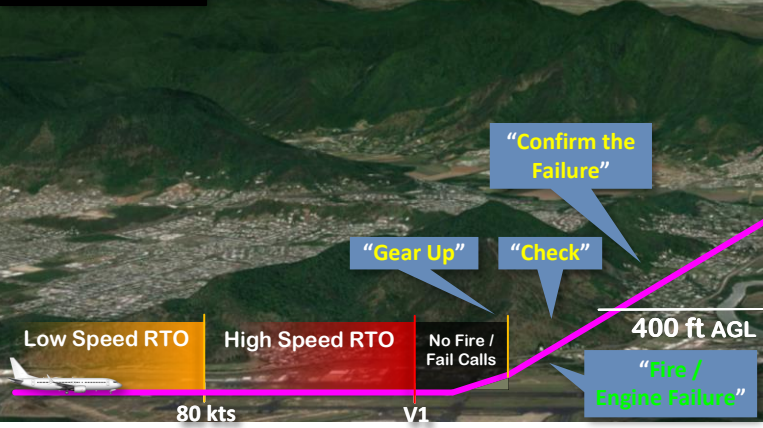 “Confirm the
Failure”
“Gear Up”
“Check”
Low Speed RTO
High Speed RTO
No Fire /
Fail Calls
400 ft AGL
“Fire /
Engine Failure”
80 kts
V1